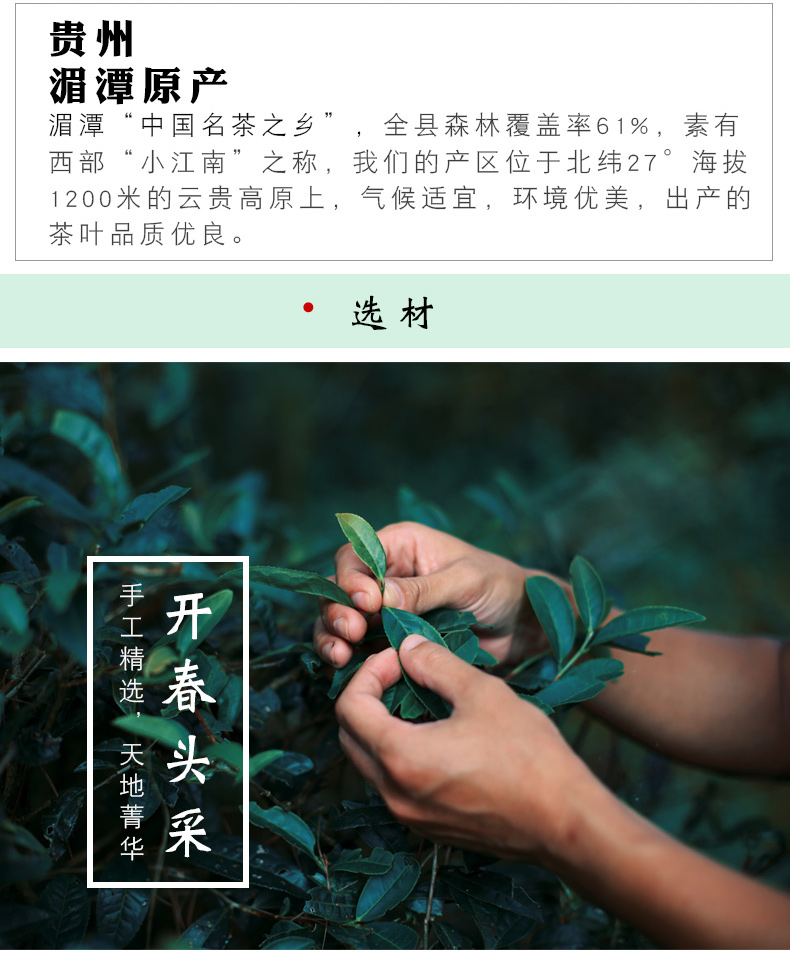 贵州
湄潭原产
湄潭“中国名茶之乡”，全县森林覆盖率61%，素有
西部“小江南”之称，我们的产区位于北纬27°海拔
1200米的云贵高原上，气候适宜，环境优美，出产的
茶叶品质优良。
选材
开春头采
手工精选，天地菁华